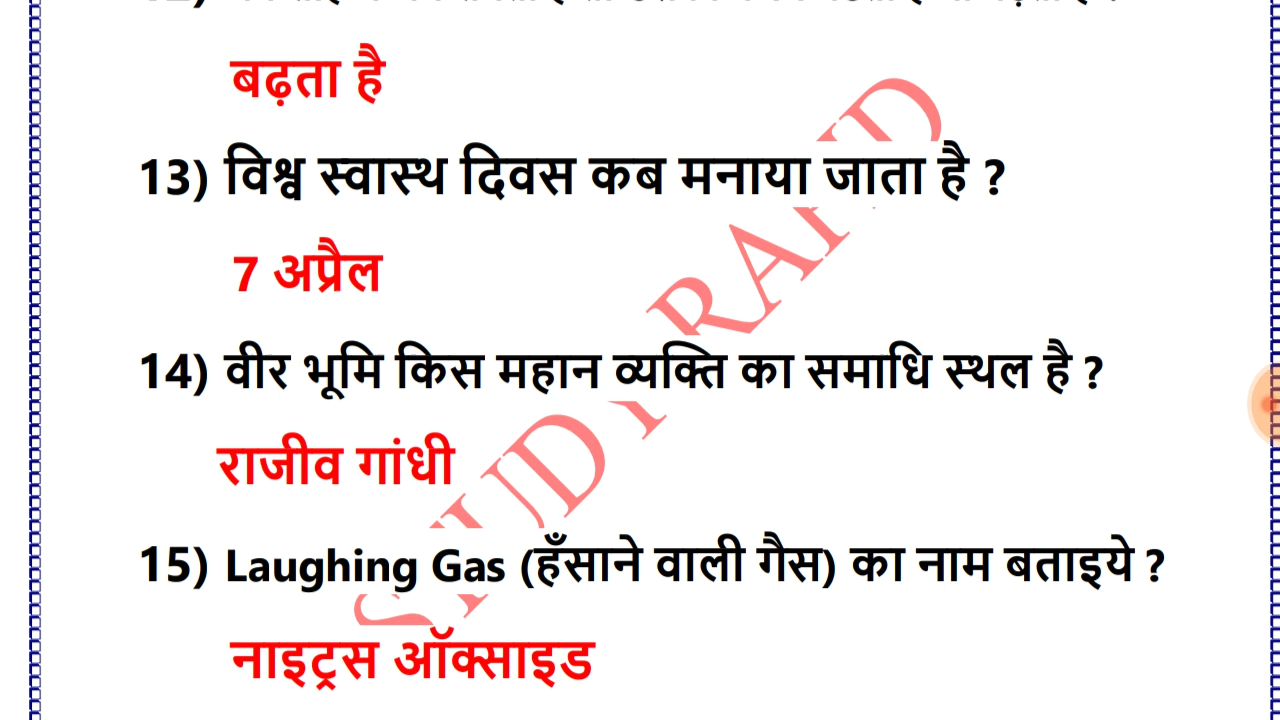 बढ़ता है
13) विश्व स्वास्थ दिवस कब मनाया जाता है ?
7 अप्रैल
14) वीर भूमि किस महान व्यक्ति का समाधि स्थल है ?
राजीव गांधी
15) Laughing Gas (हँसाने वाली गैस) का नाम बताइये ?
नाइट्रस ऑक्साइड